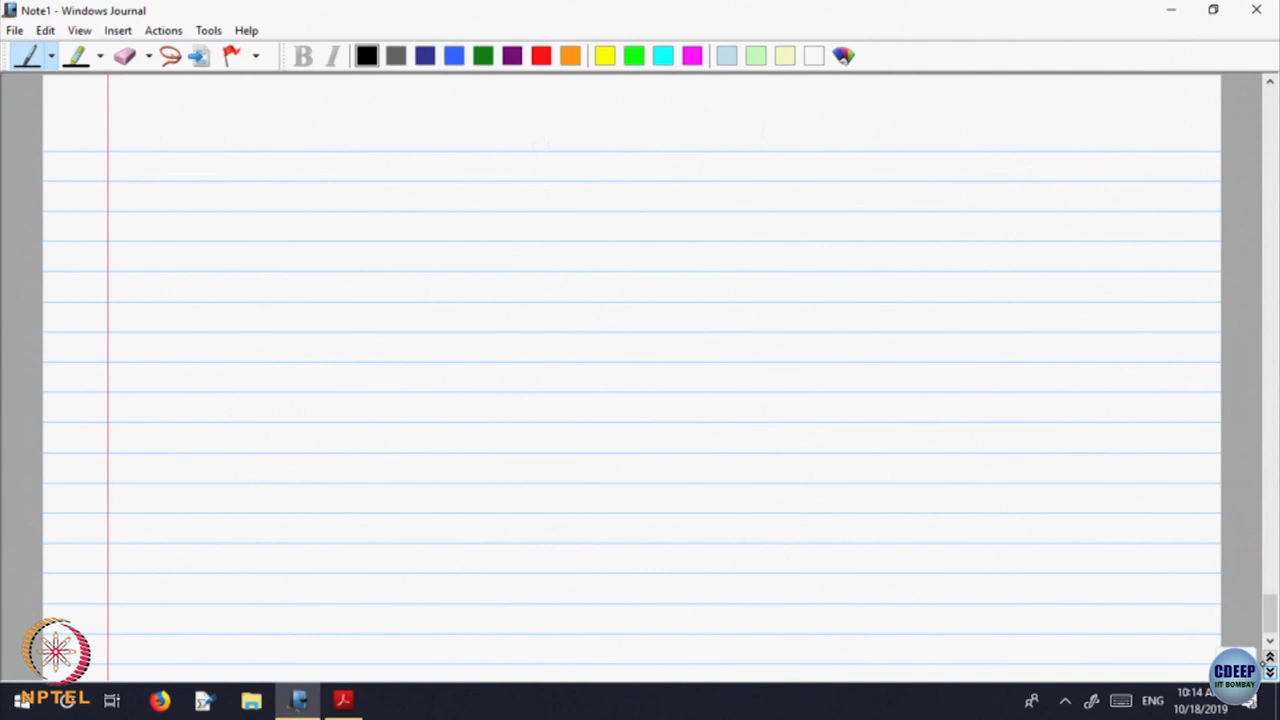 Note1 - Windows Journal
File Edit View Insert Actions Tools Help
B I
NPTEL
CDEEP
IIT BOMBAY
ENG
10:14 A
10/18/2019